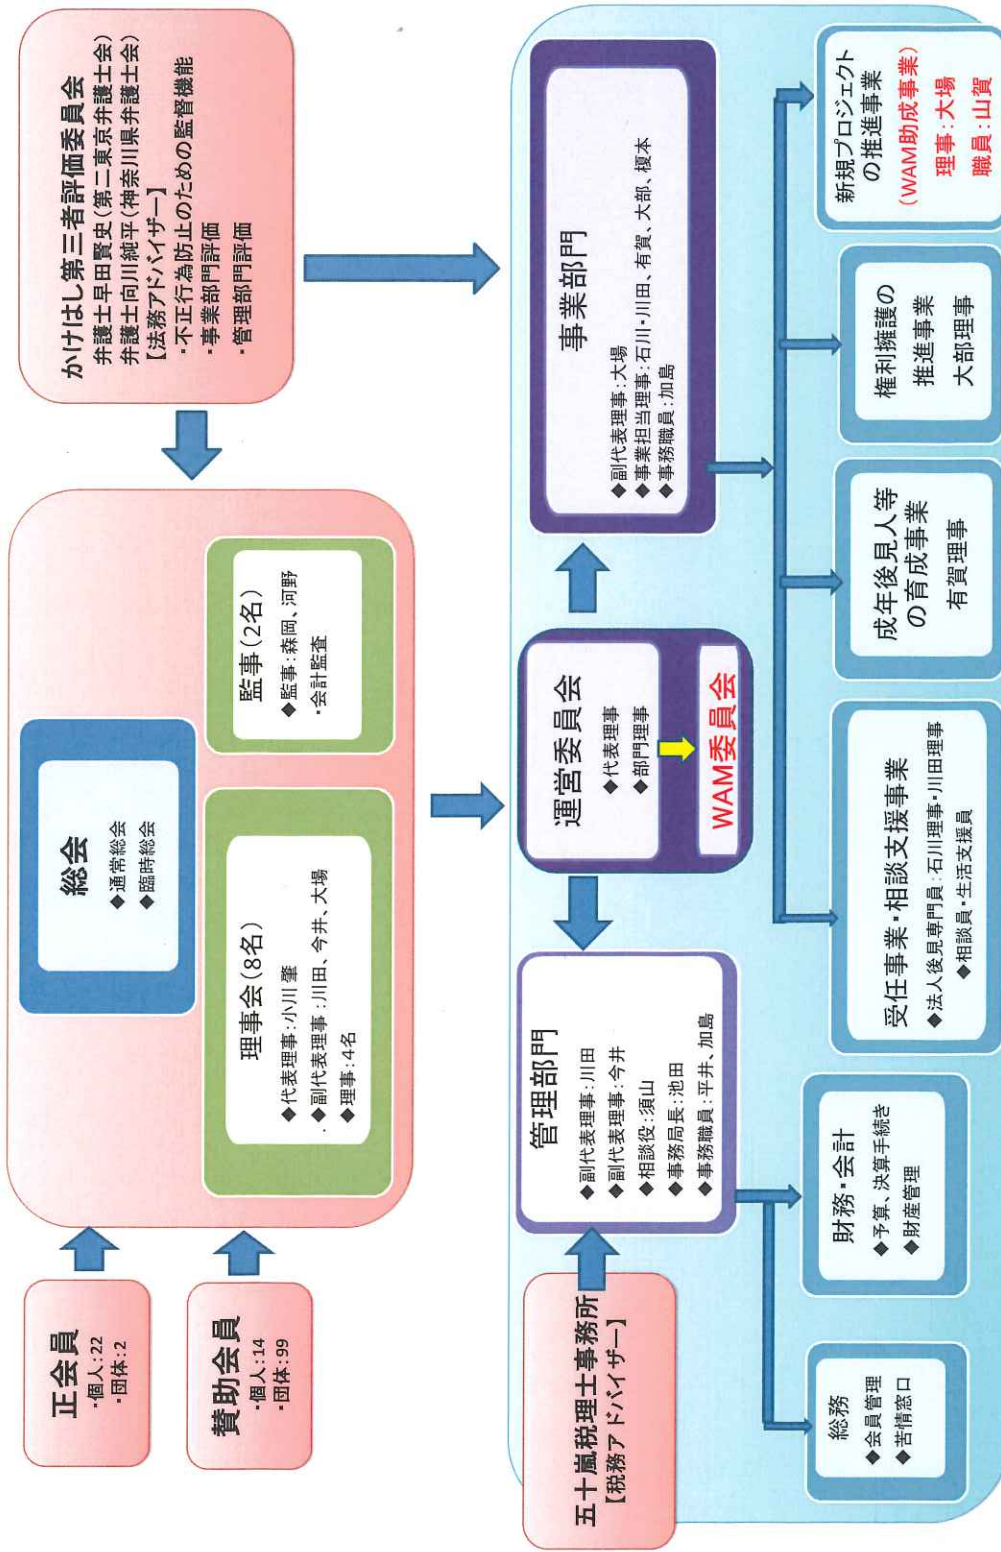 正会員
・個人:22
・団体:2
賛助会員
・個人:14
・団体:99
総会
◆通常総会
◆臨時総会
理事会(8名)
◆代表理事:小川 肇
◆副代表理事:川田、今井、大場
◆理事:4名
監事(2名)
◆監事:森岡、河野
・会計監査
かけはし第三者評価委員会
弁護士早田賢史(第二東京弁護士会)
弁護士向川純平(神奈川県弁護士会)
【法務アドバイザー】
・不正行為防止のための監督機能
・事業部門評価
・管理部門評価
五十嵐税理士事務所
【税務アドバイザー】
管理部門
◆副代表理事:川田
◆副代表理事:今井
◆相談役:須山
◆事務局長:池田
◆事務職員:平井、加島
運営委員会
◆代表理事
◆部門理事
WAM委員会
事業部門
◆副代表理事:大場
◆事業担当理事:石川・川田、有賀、大部、榎本
◆事務職員:加島
総務
◆会員管理
◆苦情窓口
財務・会計
◆予算、決算手続き
◆財産管理
受任事業・相談支援事業
◆法人後見専門員:石川理事・川田理事
◆相談員・生活支援員
成年後見人等
の育成事業
有賀理事
権利擁護の
推進事業
大部理事
新規プロジェクト
の推進事業
(WAM助成事業)
理事:大場
職員:山賀